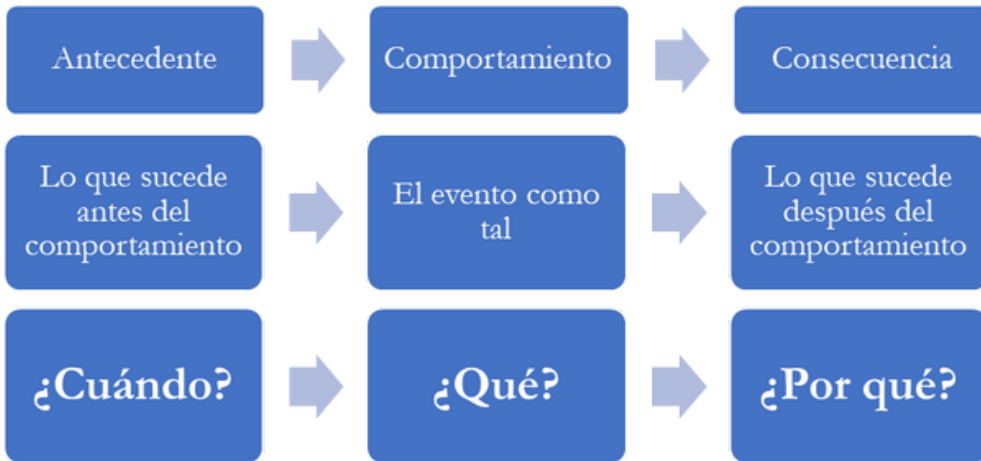 Antecedente
Comportamiento
Consecuencia
Lo que sucede
antes del
comportamiento
El evento como
tal
Lo que sucede
después del
comportamiento
¿Cuándo?
¿Qué?
¿Por qué?